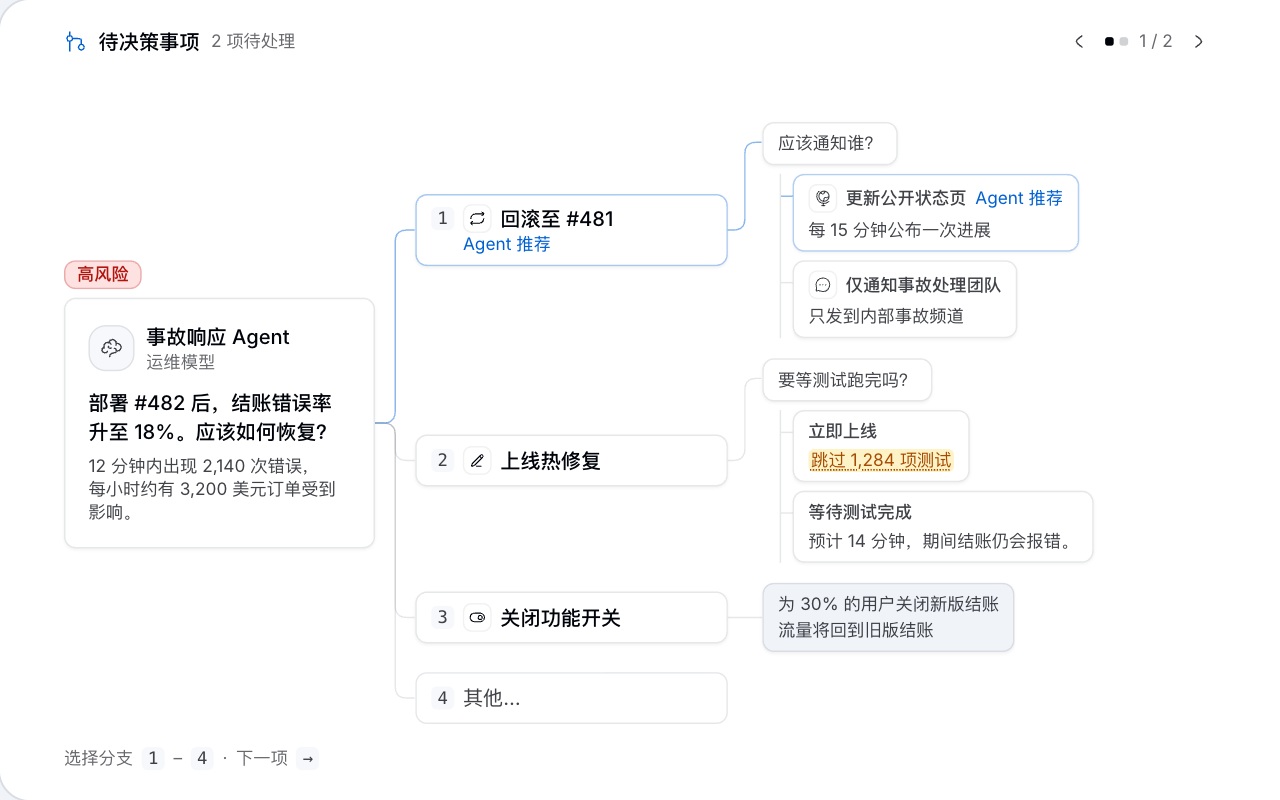 待决策事项 2 项待处理
1 / 2
高风险
事故响应 Agent
运维模型
部署 #482 后，结账错误率
升至 18%。应该如何恢复？
12 分钟内出现 2,140 次错误，
每小时约有 3,200 美元订单受到
影响。
1 回滚至 #481
Agent 推荐
应该通知谁？
更新公开状态页 Agent 推荐
每 15 分钟公布一次进展
仅通知事故处理团队
只发到内部事故频道
2 上线热修复
要等测试跑完吗？
立即上线
跳过 1,284 项测试
等待测试完成
预计 14 分钟，期间结账仍会报错。
3 关闭功能开关
为 30% 的用户关闭新版结账
流量将回到旧版结账
4 其他...
选择分支 1 – 4 · 下一项 →